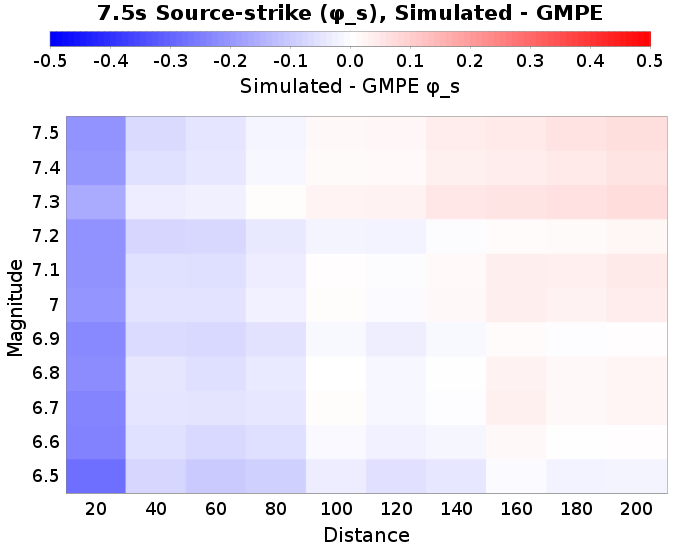 7.5s Source-strike (φ_s), Simulated - GMPE
-0.5 -0.4 -0.3 -0.2 -0.1 0.0 0.1 0.2 0.3 0.4 0.5
Simulated - GMPE φ_s
Magnitude
7.5
7.4
7.3
7.2
7.1
7
6.9
6.8
6.7
6.6
6.5
20 40 60 80 100 120 140 160 180 200
Distance